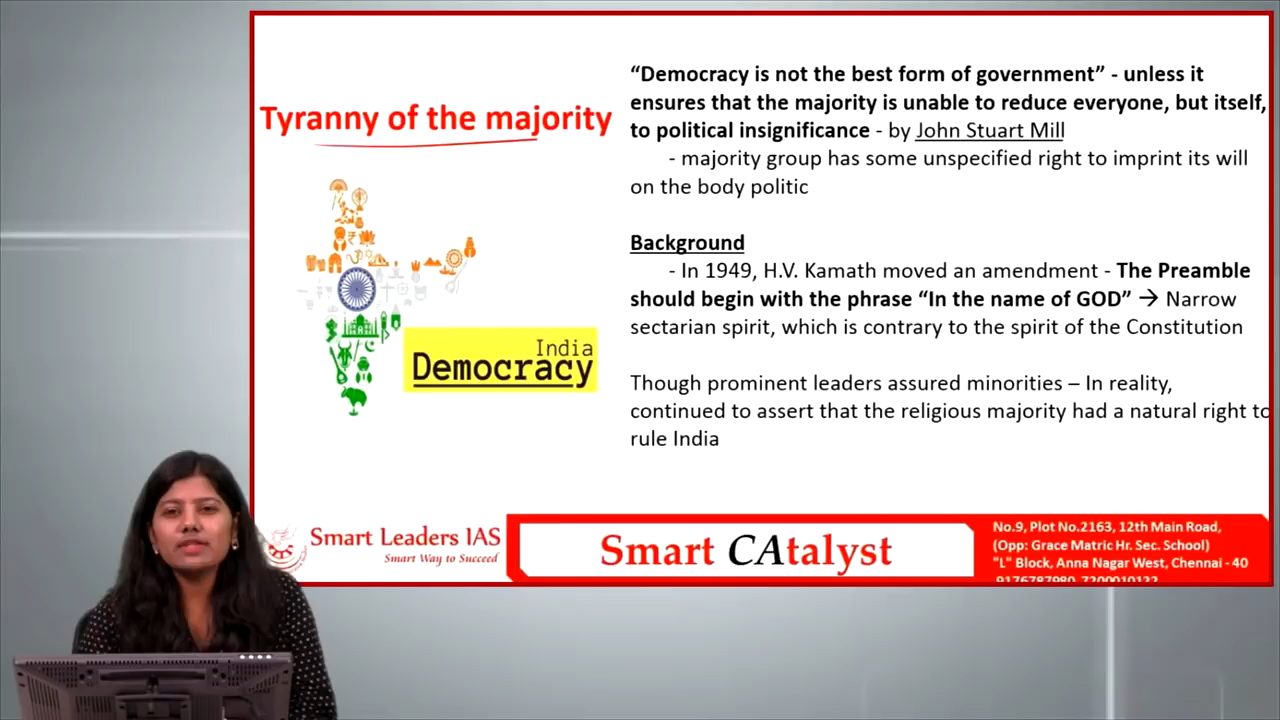 Tyranny of the majority
India
Democracy
“Democracy is not the best form of government” - unless it
ensures that the majority is unable to reduce everyone, but itself,
to political insignificance - by John Stuart Mill
- majority group has some unspecified right to imprint its will
on the body politic
Background
- In 1949, H.V. Kamath moved an amendment - The Preamble
should begin with the phrase “In the name of GOD” → Narrow
sectarian spirit, which is contrary to the spirit of the Constitution
Though prominent leaders assured minorities – In reality,
continued to assert that the religious majority had a natural right to
rule India
Smart Leaders IAS
Smart Way to Succeed
Smart CAtalyst
No.9, Plot No.2163, 12th Main Road,
(Opp: Grace Matric Hr. Sec. School)
"L" Block, Anna Nagar West, Chennai - 40
9176787980, 7200010122